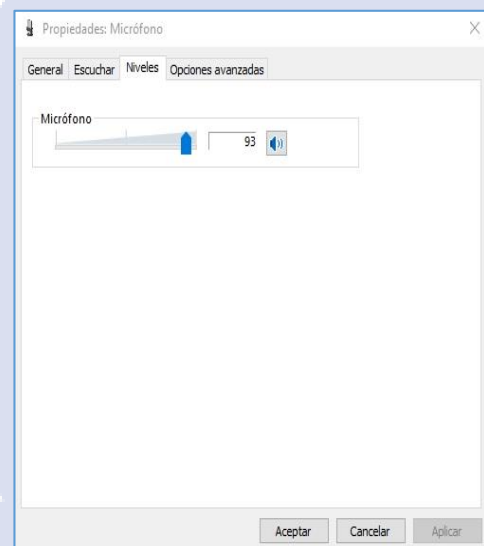 Propiedades: Micrófono
General Escuchar Niveles Opciones avanzadas
Micrófono
93
Aceptar Cancelar Aplicar